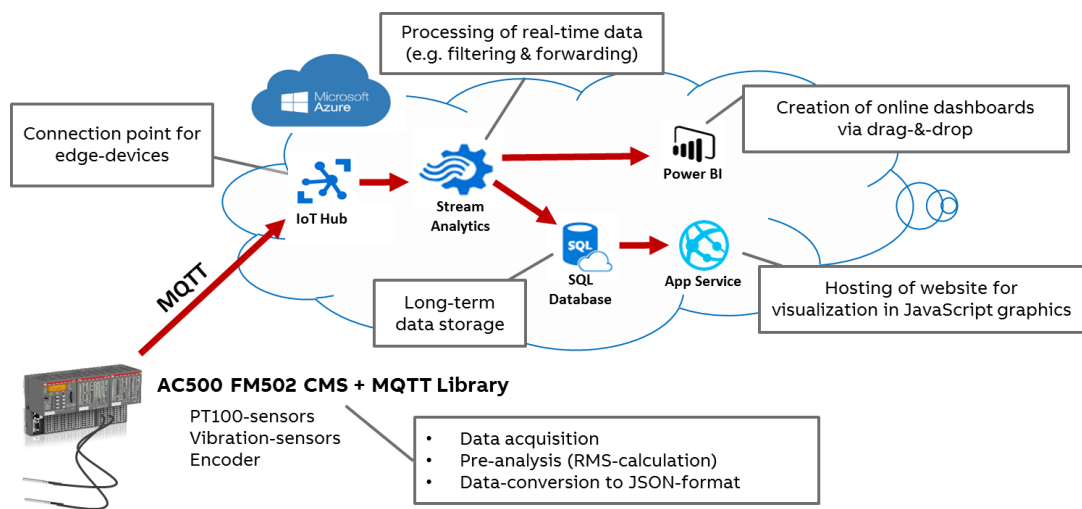 Processing of real-time data
(e.g. filtering & forwarding)
Microsoft
Azure
Connection point for
edge-devices
Creation of online dashboards
via drag-&-drop
IoT Hub
Stream
Analytics
Power BI
SQL
SQL
Database
App Service
MQTT
Long-term
data storage
Hosting of website for
visualization in JavaScript graphics
AC500 FM502 CMS + MQTT Library
PT100-sensors
Vibration-sensors
Encoder
• Data acquisition
• Pre-analysis (RMS-calculation)
• Data-conversion to JSON-format